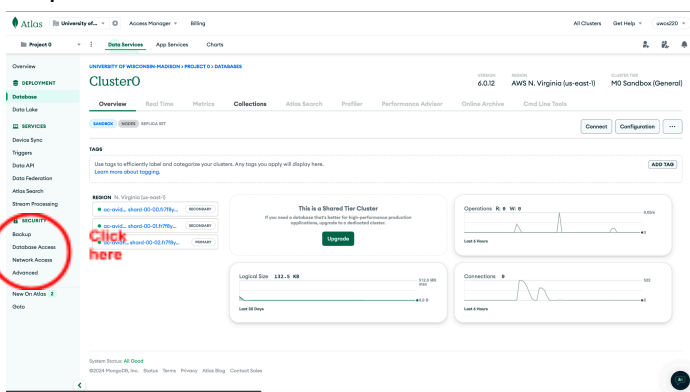 Atlas
University of...
Access Manager
Billing
All Clusters
Get Help
uwcs220
Project 0
Data Services
App Services
Charts
Overview
DEPLOYMENT
Database
Data Lake
SERVICES
Device Sync
Triggers
Data API
Data Federation
Atlas Search
Stream Processing
SECURITY
Backup
Database Access
Network Access
Advanced
New On Atlas 2
Goto
UNIVERSITY OF WISCONSIN-MADISON > PROJECT 0 > DATABASES
Cluster0
VERSION
6.0.12
REGION
AWS N. Virginia (us-east-1)
CLUSTER TIER
M0 Sandbox (General)
Overview
Real Time
Metrics
Collections
Atlas Search
Profiler
Performance Advisor
Online Archive
Cmd Line Tools
SANDBOX
NODES
REPLICA SET
Connect
Configuration
...
TAGS
Use tags to efficiently label and categorize your clusters. Any tags you apply will display here.
Learn more about tagging.
ADD TAG
REGION N. Virginia (us-east-1)
SECONDARY
SECONDARY
PRIMARY
Click
here
This is a Shared Tier Cluster
If you need a database that's better for high-performance production
applications, upgrade to a dedicated cluster.
Upgrade
Operations R: 0 W: 0
Last 6 Hours
Logical Size 132.5 KB
512.0 MB
max
0.0 B
Last 30 Days
Connections 0
Last 6 Hours
System Status: All Good
©2024 MongoDB, Inc. Status Terms Privacy Atlas Blog Contact Sales